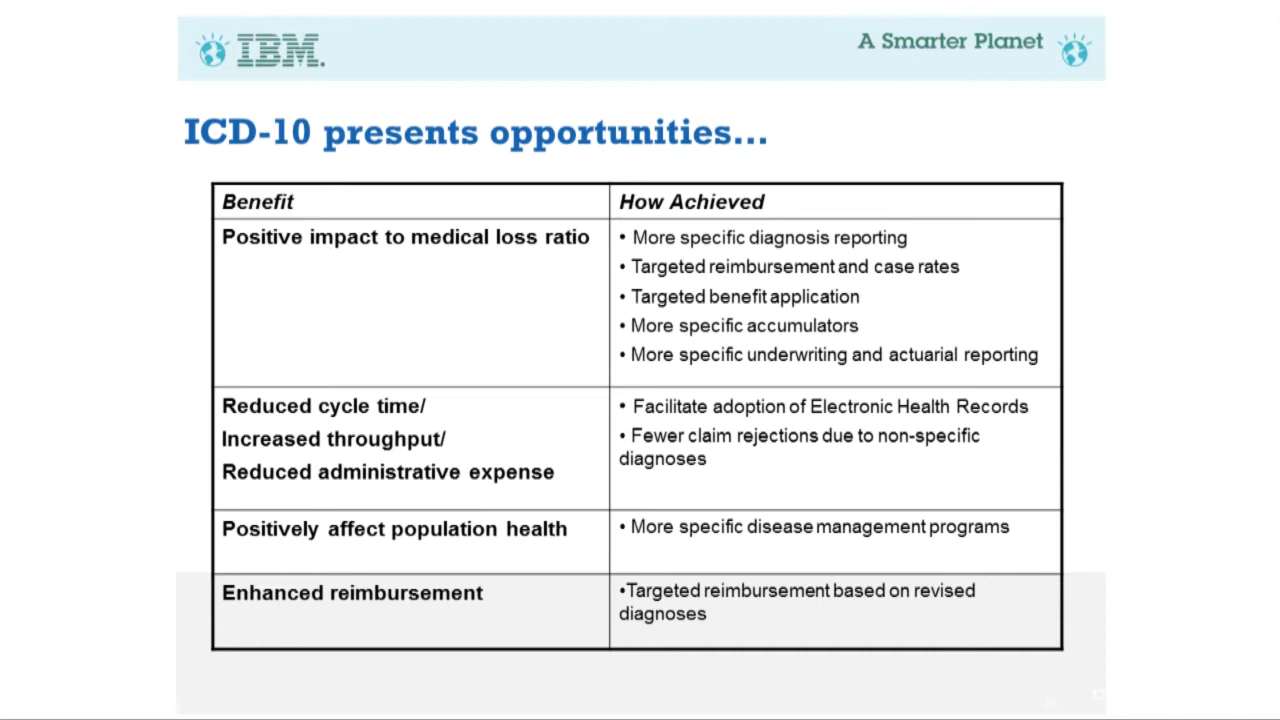 IBM.
A Smarter Planet
ICD-10 presents opportunities...
Benefit
How Achieved
Positive impact to medical loss ratio
• More specific diagnosis reporting
• Targeted reimbursement and case rates
• Targeted benefit application
• More specific accumulators
• More specific underwriting and actuarial reporting
Reduced cycle time/
Increased throughput/
Reduced administrative expense
• Facilitate adoption of Electronic Health Records
• Fewer claim rejections due to non-specific
diagnoses
Positively affect population health
• More specific disease management programs
Enhanced reimbursement
•Targeted reimbursement based on revised
diagnoses